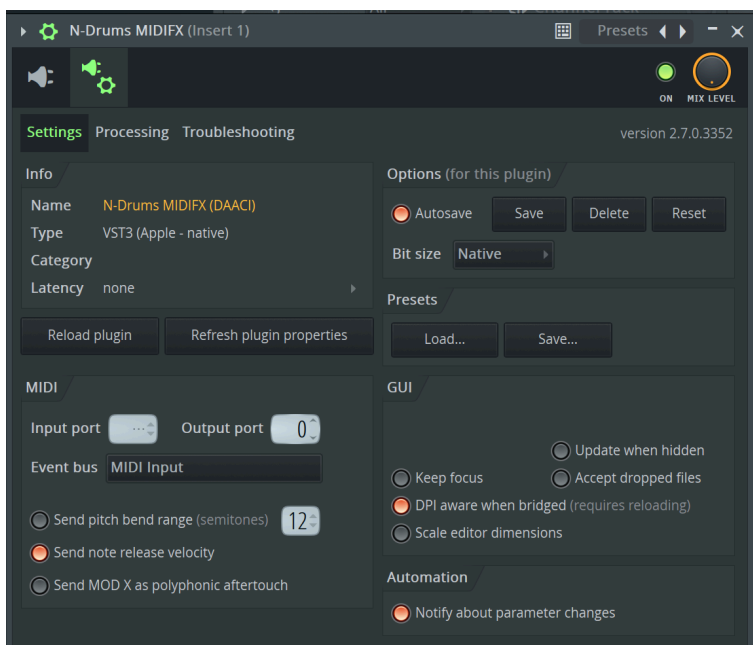 N-Drums MIDIFX (Insert 1)
Presets
ON
MIX LEVEL
Settings
Processing
Troubleshooting
version 2.7.0.3352
Info
Name N-Drums MIDIFX (DAACI)
Type VST3 (Apple - native)
Category
Latency none
Reload plugin
Refresh plugin properties
Options (for this plugin)
Autosave
Save
Delete
Reset
Bit size Native
Presets
Load...
Save...
MIDI
Input port ...
Output port 0
Event bus MIDI Input
Send pitch bend range (semitones) 12
Send note release velocity
Send MOD X as polyphonic aftertouch
GUI
Update when hidden
Keep focus
Accept dropped files
DPI aware when bridged (requires reloading)
Scale editor dimensions
Automation
Notify about parameter changes